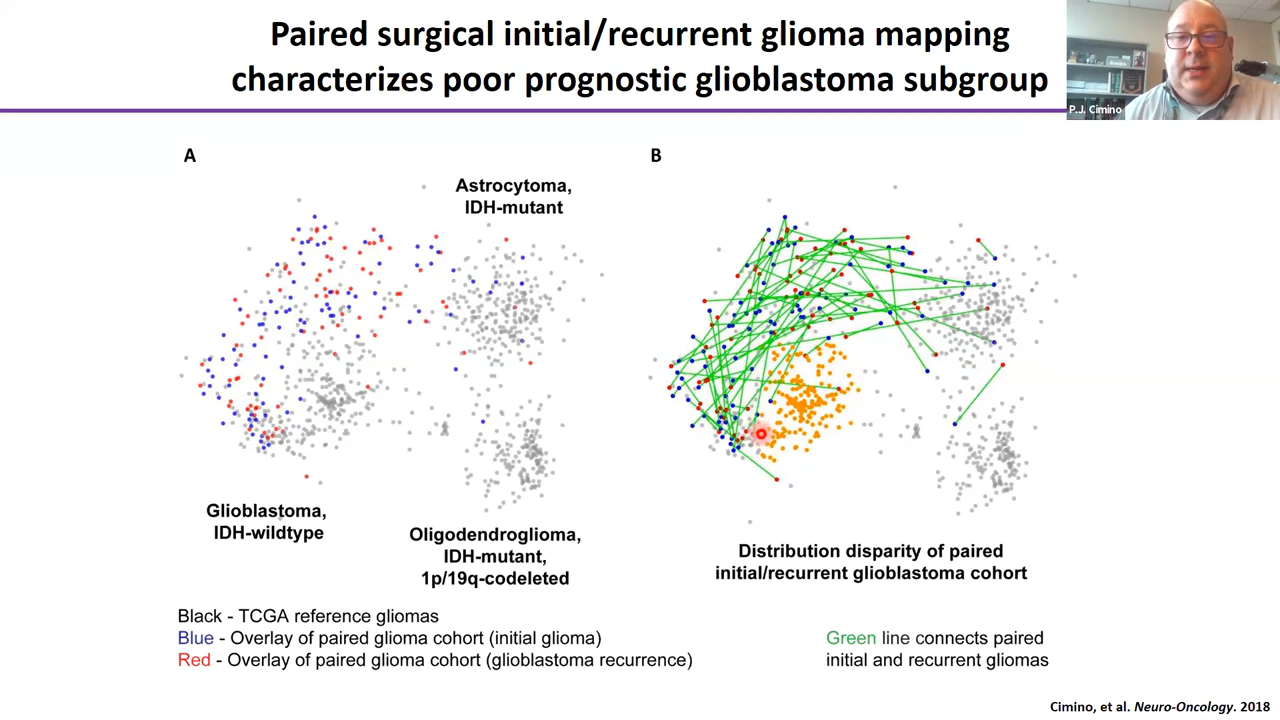 Paired surgical initial/recurrent glioma mapping
characterizes poor prognostic glioblastoma subgroup
P.J. Cimino
A
B
Astrocytoma,
IDH-mutant
Glioblastoma,
IDH-wildtype
Oligodendroglioma,
IDH-mutant,
1p/19q-codeleted
Distribution disparity of paired
initial/recurrent glioblastoma cohort
Black - TCGA reference gliomas
Blue - Overlay of paired glioma cohort (initial glioma)
Red - Overlay of paired glioma cohort (glioblastoma recurrence)
Green line connects paired
initial and recurrent gliomas
Cimino, et al. Neuro-Oncology. 2018